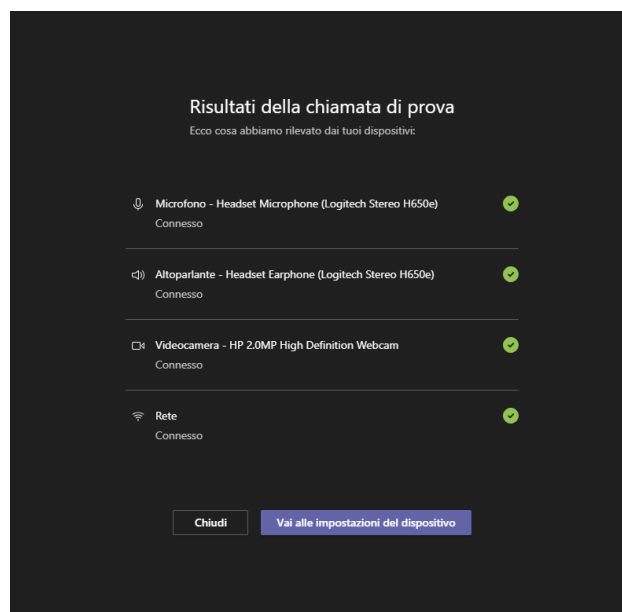 Risultati della chiamata di prova
Ecco cosa abbiamo rilevato dai tuoi dispositivi:
Microfono - Headset Microphone (Logitech Stereo H650e)
Connesso
Altoparlante - Headset Earphone (Logitech Stereo H650e)
Connesso
Videocamera - HP 2.0MP High Definition Webcam
Connesso
Rete
Connesso
Chiudi
Vai alle impostazioni del dispositivo